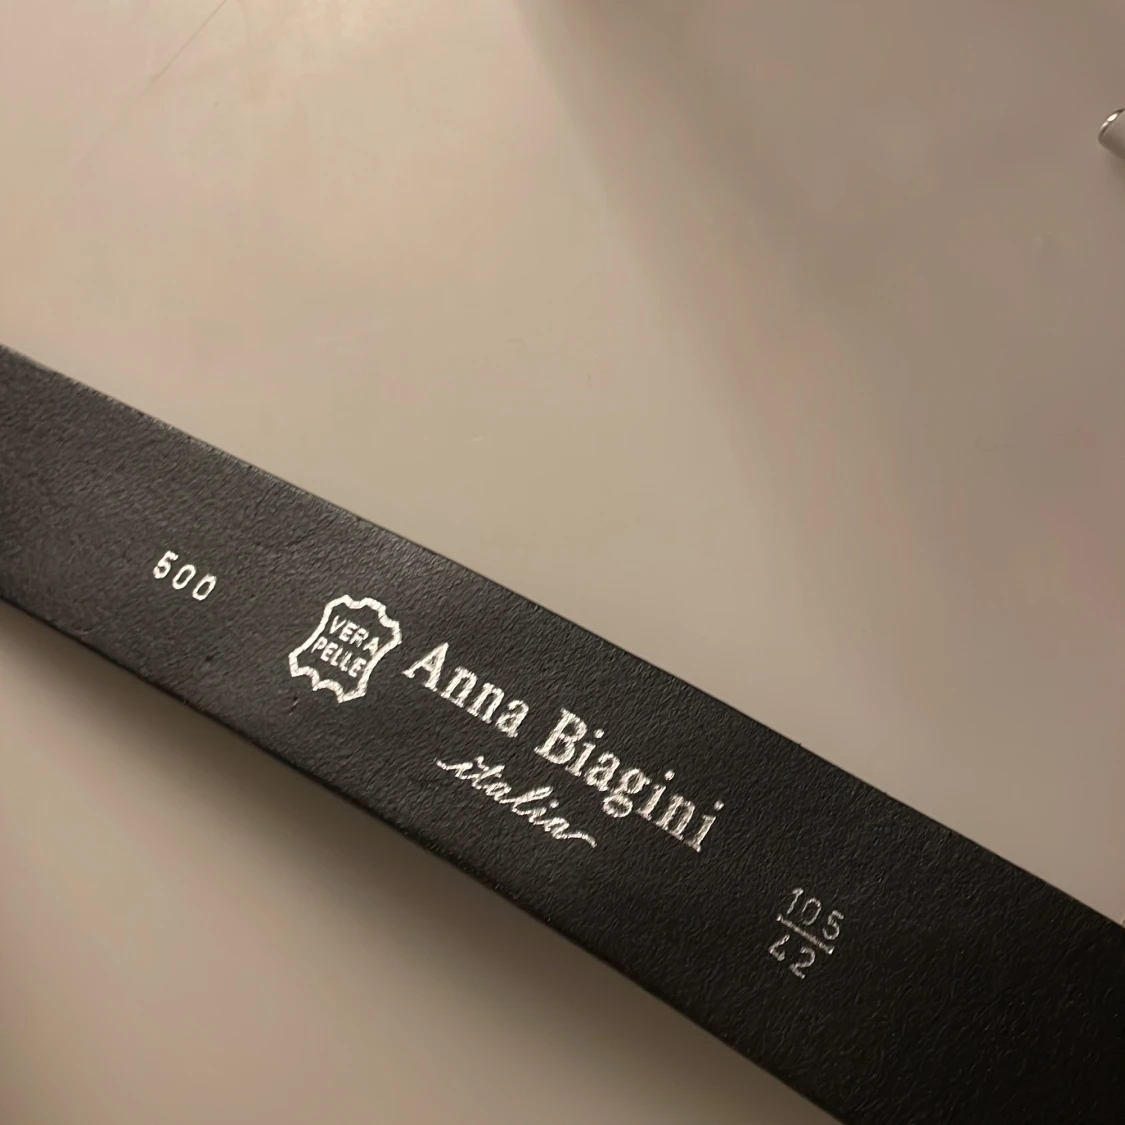 500
VERA
PELLE
Anna Biagini
italia
105
42